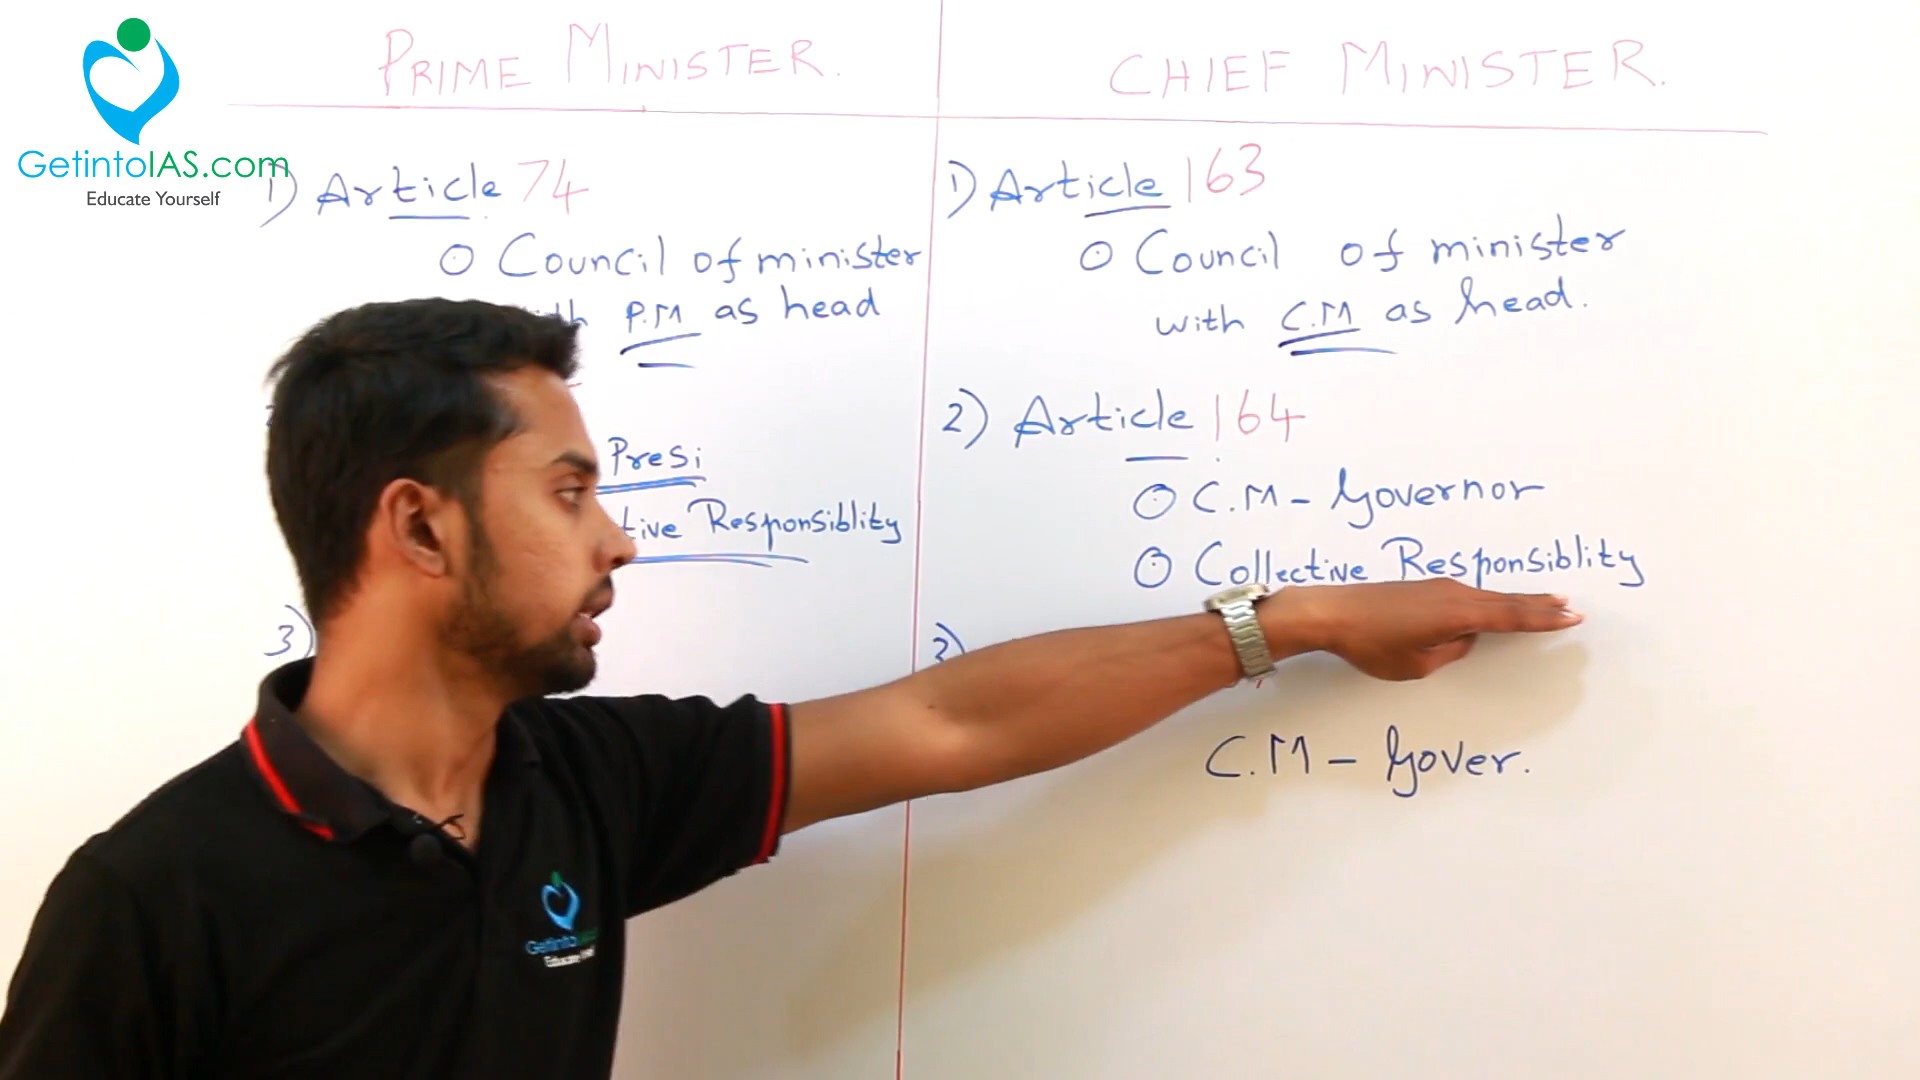 GetintoIAS.com
Educate Yourself
PRIME MINISTER.
1) Article 74
Council of minister
P.M as head
Presi
tive Responsiblity
3)
CHIEF MINISTER.
1) Article 163
Council of minister
with C.M as head.
2) Article 164
C.M - Governor
Collective Responsiblity
3)
C.M - Gover.
GetintoIAS